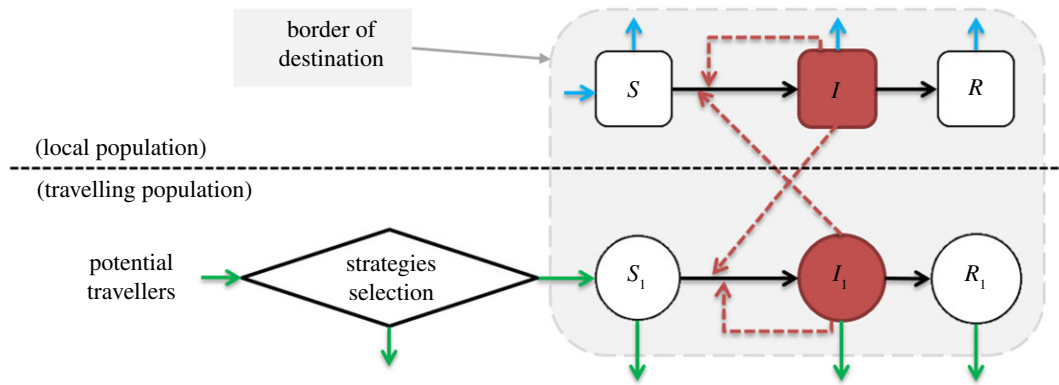 border of
destination
S
I
R
(local population)
(travelling population)
potential
travellers
strategies
selection
S₁
I₁
R₁